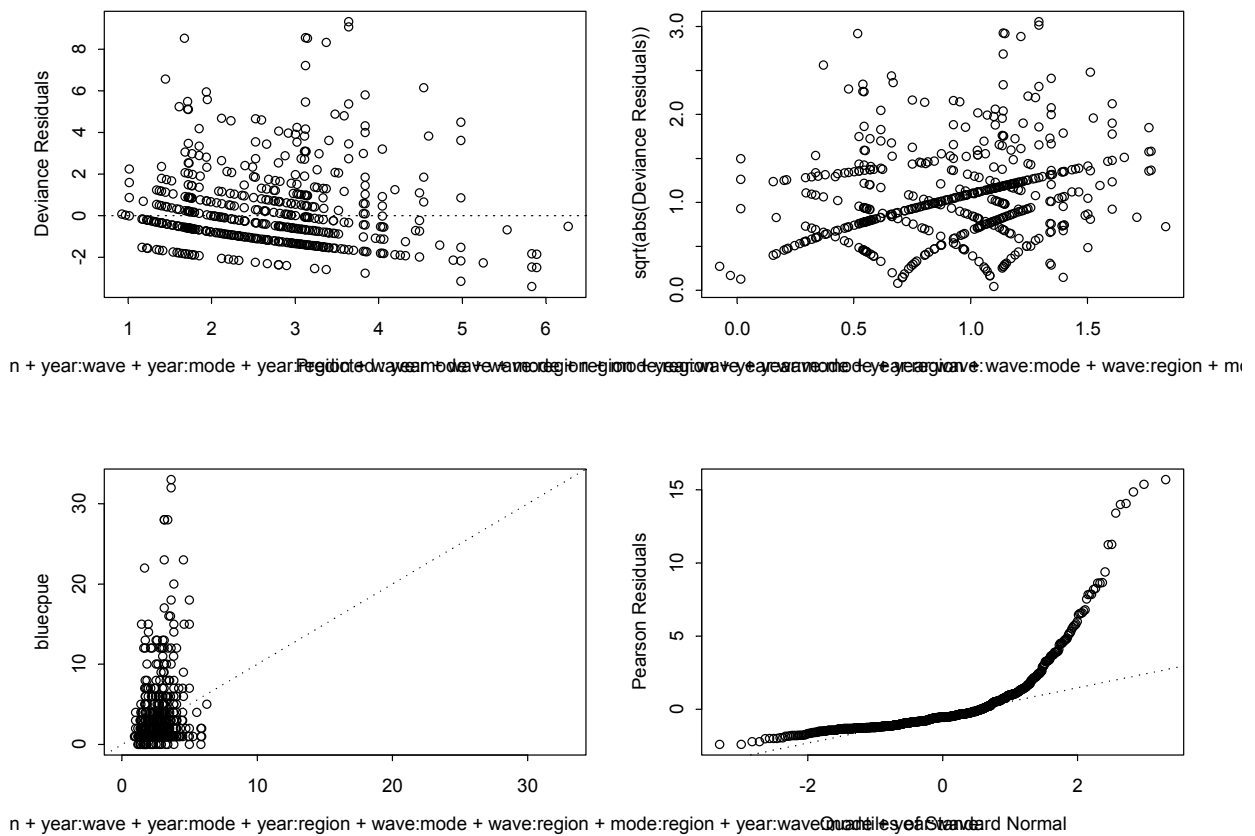 Deviance Residuals
8
6
4
2
0
-2
1 2 3 4 5 6
sqrt(abs(Deviance Residuals))
3.0
2.0
1.0
0.0
0.0 0.5 1.0 1.5
n + year:wave + year:mode + year:
bluecpue
30
20
10
0
0 10 20 30
Pearson Residuals
15
10
5
0
-2 0 2
n + year:wave + year:mode + year:region + wave:mode + wave:region + mode:region + year:wave